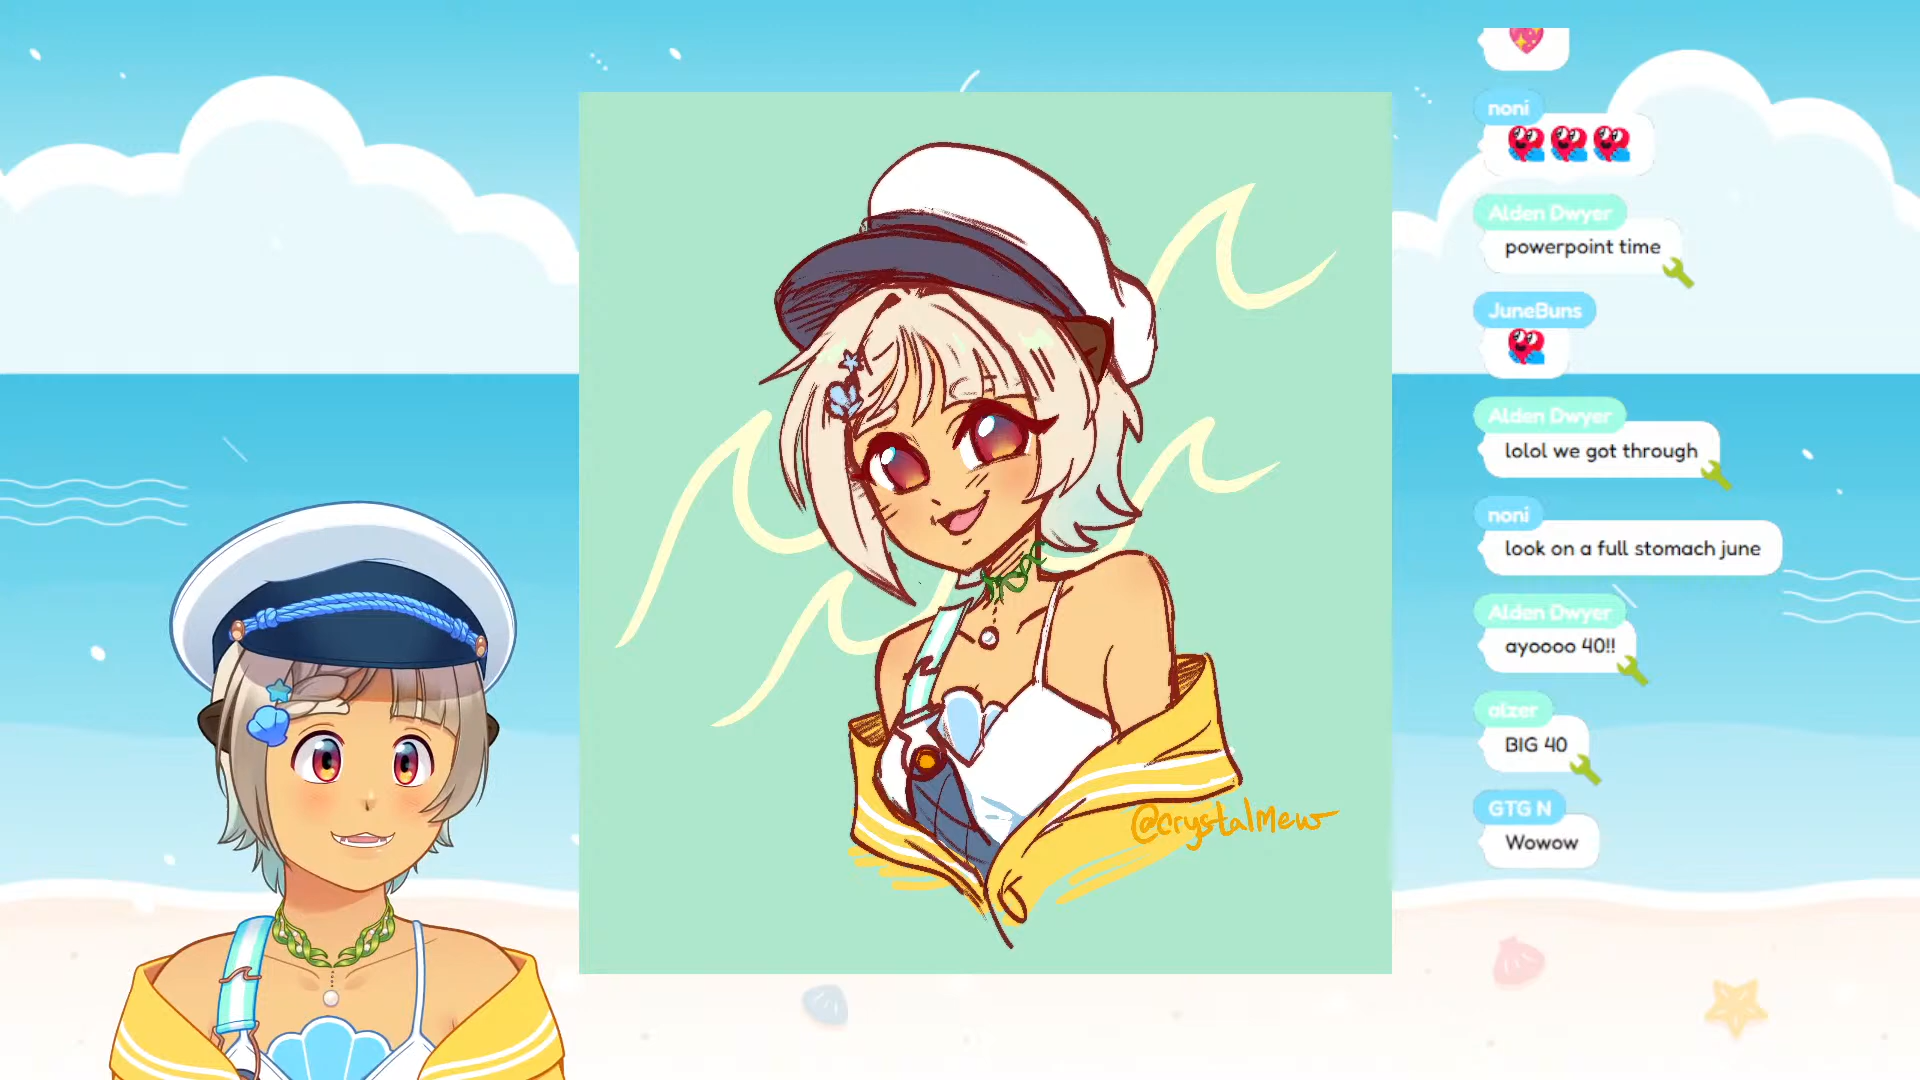 noni
Alden Dwyer
powerpoint time
JuneBuns
Alden Dwyer
lolol we got through
noni
look on a full stomach june
Alden Dwyer
ayoooo 40!!
alzer
BIG 40
GTG N
Wowow
@crystalmew